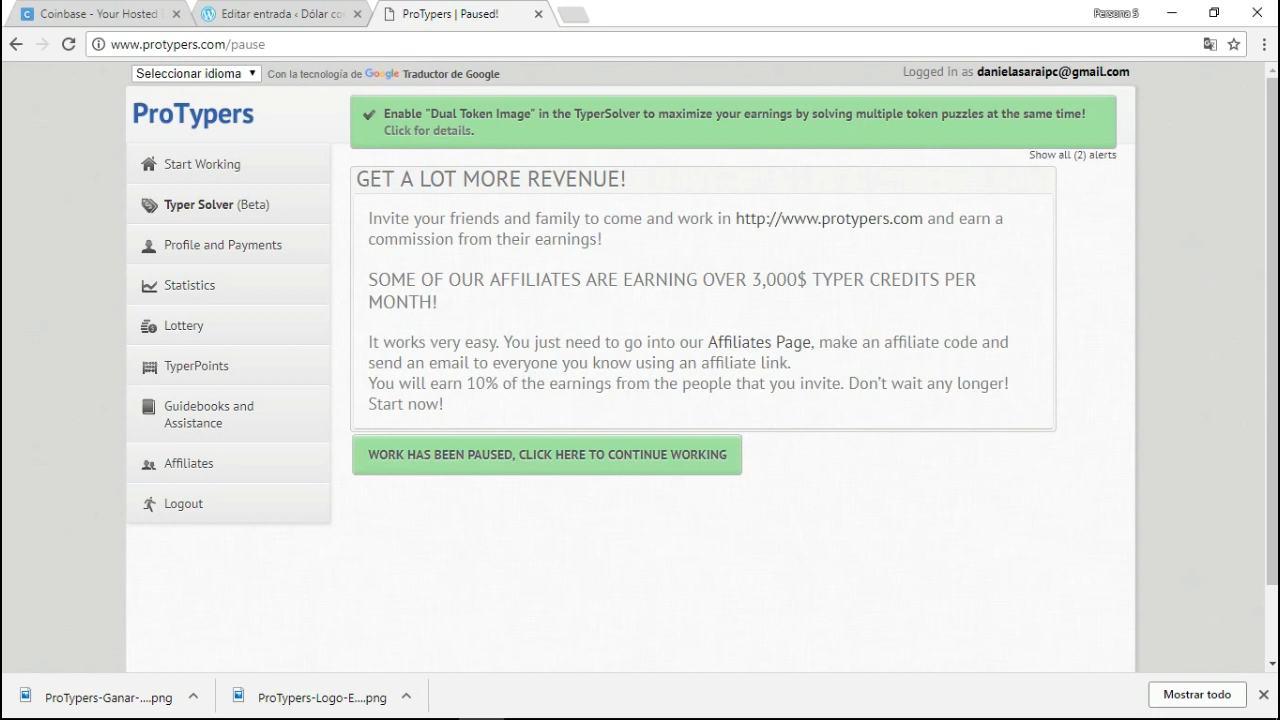 Coinbase - Your Hosted
Editar entrada ‹ Dólar co
ProTypers | Paused!
Persona 5
www.protypers.com/pause
Seleccionar idioma
Con la tecnología de Google Traductor de Google
Logged in as danielasaraipc@gmail.com
ProTypers
Enable "Dual Token Image" in the TyperSolver to maximize your earnings by solving multiple token puzzles at the same time!
Click for details.
Show all (2) alerts
Start Working
Typer Solver (Beta)
Profile and Payments
Statistics
Lottery
TyperPoints
Guidebooks and
Assistance
Affiliates
Logout
GET A LOT MORE REVENUE!
Invite your friends and family to come and work in http://www.protypers.com and earn a
commission from their earnings!
SOME OF OUR AFFILIATES ARE EARNING OVER 3,000$ TYPER CREDITS PER
MONTH!
It works very easy. You just need to go into our Affiliates Page, make an affiliate code and
send an email to everyone you know using an affiliate link.
You will earn 10% of the earnings from the people that you invite. Don't wait any longer!
Start now!
WORK HAS BEEN PAUSED, CLICK HERE TO CONTINUE WORKING
ProTypers-Ganar-....png
ProTypers-Logo-E....png
Mostrar todo